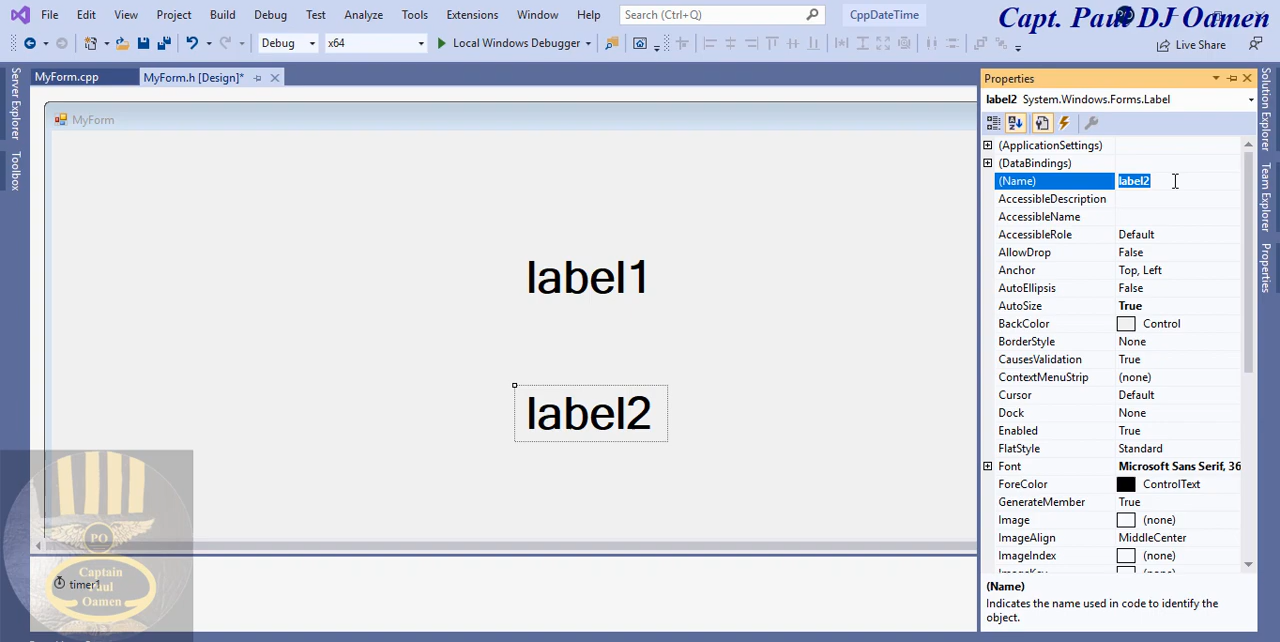 File Edit View Project Build Debug Test Analyze Tools Extensions Window Help Search (Ctrl+Q) CppDateTime
Capt. Paul DJ Oamen
Debug x64 Local Windows Debugger Live Share
MyForm.cpp MyForm.h [Design]*
Server Explorer
Toolbox
MyForm
label1
label2
timer1
PO
Captain
Paul
Oamen
Properties
label2 System.Windows.Forms.Label
(ApplicationSettings)
(DataBindings)
(Name) label2
AccessibleDescription
AccessibleName
AccessibleRole Default
AllowDrop False
Anchor Top, Left
AutoEllipsis False
AutoSize True
BackColor Control
BorderStyle None
CausesValidation True
ContextMenuStrip (none)
Cursor Default
Dock None
Enabled True
FlatStyle Standard
Font Microsoft Sans Serif, 36
ForeColor ControlText
GenerateMember True
Image (none)
ImageAlign MiddleCenter
ImageIndex (none)
(Name)
Indicates the name used in code to identify the
object.
Solution Explorer
Team Explorer
Properties